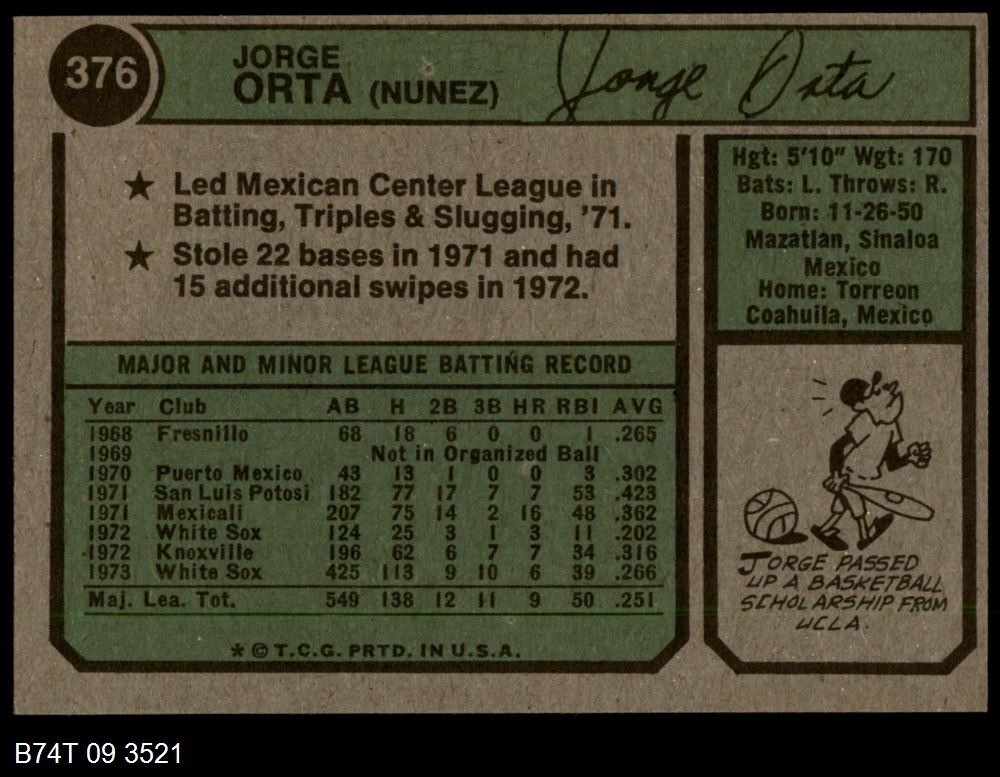 376
JORGE
ORTA (NUNEZ)
Jorge Orta
★ Led Mexican Center League in
Batting, Triples & Slugging, '71.
★ Stole 22 bases in 1971 and had
15 additional swipes in 1972.
Hgt: 5'10" Wgt: 170
Bats: L. Throws: R.
Born: 11-26-50
Mazatlan, Sinaloa
Mexico
Home: Torreon
Coahuila, Mexico
MAJOR AND MINOR LEAGUE BATTING RECORD
Year Club AB H 2B 3B HR RBI AVG
1968 Fresnillo 68 18 6 0 0 1 .265
1969 Not in Organized Ball
1970 Puerto Mexico 43 13 1 0 0 3 .302
1971 San Luis Potosi 182 77 17 7 7 53 .423
1971 Mexicali 207 75 14 2 16 48 .362
1972 White Sox 124 25 3 1 3 11 .202
1972 Knoxville 196 62 6 7 7 34 .316
1973 White Sox 425 113 9 10 6 39 .266
Maj. Lea. Tot. 549 138 12 11 9 50 .251
* © T.C.G. PRTD. IN U.S.A.
JORGE PASSED
UP A BASKETBALL
SCHOLARSHIP FROM
UCLA.
B74T 09 3521